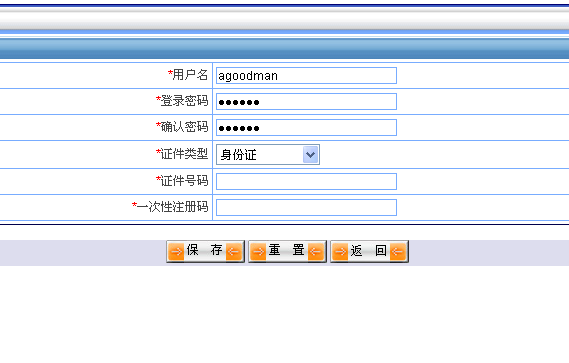 *用户名 agoodman
*登录密码 ●●●●●●
*确认密码 ●●●●●●
*证件类型 身份证
*证件号码
*一次性注册码
保 存 重 置 返 回